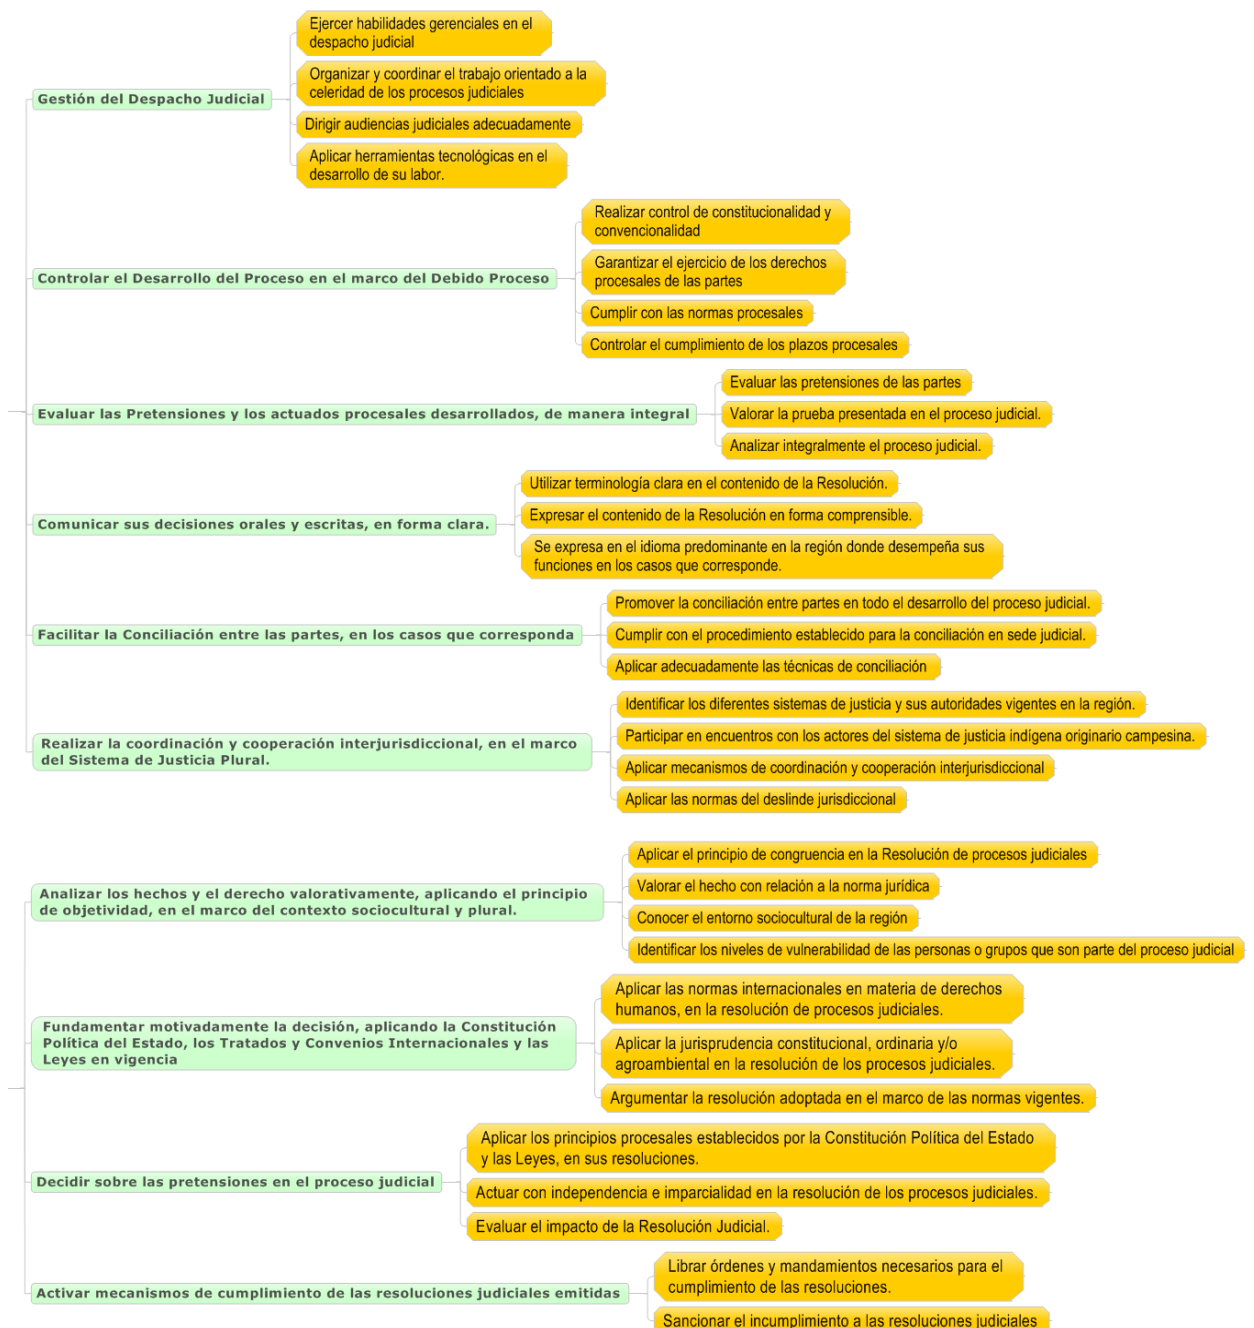 Gestión del Despacho Judicial
Ejercer habilidades gerenciales en el
despacho judicial
Organizar y coordinar el trabajo orientado a la
celeridad de los procesos judiciales
Dirigir audiencias judiciales adecuadamente
Aplicar herramientas tecnológicas en el
desarrollo de su labor.
Controlar el Desarrollo del Proceso en el marco del Debido Proceso
Realizar control de constitucionalidad y
convencionalidad
Garantizar el ejercicio de los derechos
procesales de las partes
Cumplir con las normas procesales
Controlar el cumplimiento de los plazos procesales
Evaluar las Pretensiones y los actuados procesales desarrollados, de manera integral
Evaluar las pretensiones de las partes
Valorar la prueba presentada en el proceso judicial.
Analizar integralmente el proceso judicial.
Comunicar sus decisiones orales y escritas, en forma clara.
Utilizar terminología clara en el contenido de la Resolución.
Expresar el contenido de la Resolución en forma comprensible.
Se expresa en el idioma predominante en la región donde desempeña sus
funciones en los casos que corresponde.
Facilitar la Conciliación entre las partes, en los casos que corresponda
Promover la conciliación entre partes en todo el desarrollo del proceso judicial.
Cumplir con el procedimiento establecido para la conciliación en sede judicial.
Aplicar adecuadamente las técnicas de conciliación
Realizar la coordinación y cooperación interjurisdiccional, en el marco
del Sistema de Justicia Plural.
Identificar los diferentes sistemas de justicia y sus autoridades vigentes en la región.
Participar en encuentros con los actores del sistema de justicia indígena originario campesina.
Aplicar mecanismos de coordinación y cooperación interjurisdiccional
Aplicar las normas del deslinde jurisdiccional
Analizar los hechos y el derecho valorativamente, aplicando el principio
de objetividad, en el marco del contexto sociocultural y plural.
Aplicar el principio de congruencia en la Resolución de procesos judiciales
Valorar el hecho con relación a la norma jurídica
Conocer el entorno sociocultural de la región
Identificar los niveles de vulnerabilidad de las personas o grupos que son parte del proceso judicial
Fundamentar motivadamente la decisión, aplicando la Constitución
Política del Estado, los Tratados y Convenios Internacionales y las
Leyes en vigencia
Aplicar las normas internacionales en materia de derechos
humanos, en la resolución de procesos judiciales.
Aplicar la jurisprudencia constitucional, ordinaria y/o
agroambiental en la resolución de los procesos judiciales.
Argumentar la resolución adoptada en el marco de las normas vigentes.
Decidir sobre las pretensiones en el proceso judicial
Aplicar los principios procesales establecidos por la Constitución Política del Estado
y las Leyes, en sus resoluciones.
Actuar con independencia e imparcialidad en la resolución de los procesos judiciales.
Evaluar el impacto de la Resolución Judicial.
Activar mecanismos de cumplimiento de las resoluciones judiciales emitidas
Librar órdenes y mandamientos necesarios para el
cumplimiento de las resoluciones.
Sancionar el incumplimiento a las resoluciones judiciales